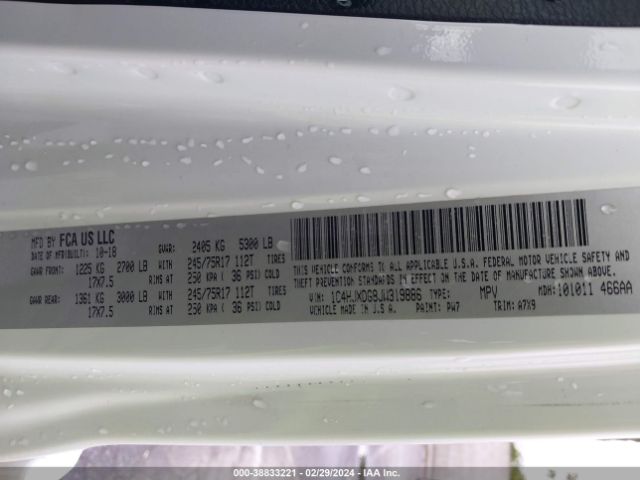 MFD BY FCA US LLC
DATE OF MFR(BUILT): 10-18 GVWR: 2405 KG 5300 LB
GAWR FRONT: 1225 KG 2700 LB WITH 245/75R17 112T TIRES
17X7.5 RIMS AT 250 KPA ( 36 PSI) COLD
GAWR REAR: 1361 KG 3000 LB WITH 245/75R17 112T TIRES
17X7.5 RIMS AT 250 KPA ( 36 PSI) COLD
THIS VEHICLE CONFORMS TO ALL APPLICABLE U.S.A. FEDERAL MOTOR VEHICLE SAFETY AND
THEFT PREVENTION STANDARDS IN EFFECT ON THE DATE OF MANUFACTURE SHOWN ABOVE.
VIN: 1C4HJXDG8JW319886 TYPE: MPV MDH: 101011 466AA
VEHICLE MADE IN U.S.A. PAINT: PW7 TRIM: A7X9
000-38833221 - 02/29/2024 - IAA